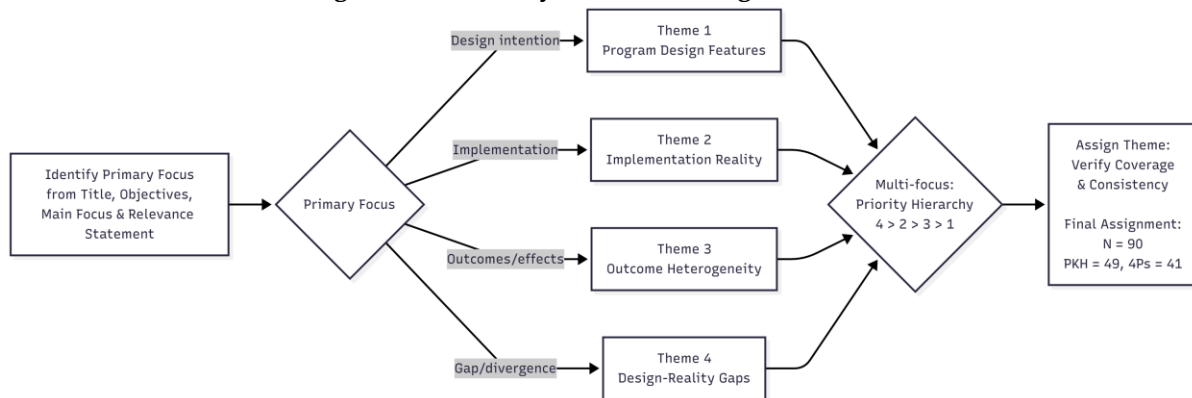 Identify Primary Focus
from Title, Objectives,
Main Focus & Relevance
Statement
Primary Focus
Design intention
Implementation
Outcomes/effects
Gap/divergence
Theme 1
Program Design Features
Theme 2
Implementation Reality
Theme 3
Outcome Heterogeneity
Theme 4
Design-Reality Gaps
Multi-focus:
Priority Hierarchy
4 > 2 > 3 > 1
Assign Theme:
Verify Coverage
& Consistency
Final Assignment:
N = 90
PKH = 49, 4Ps = 41